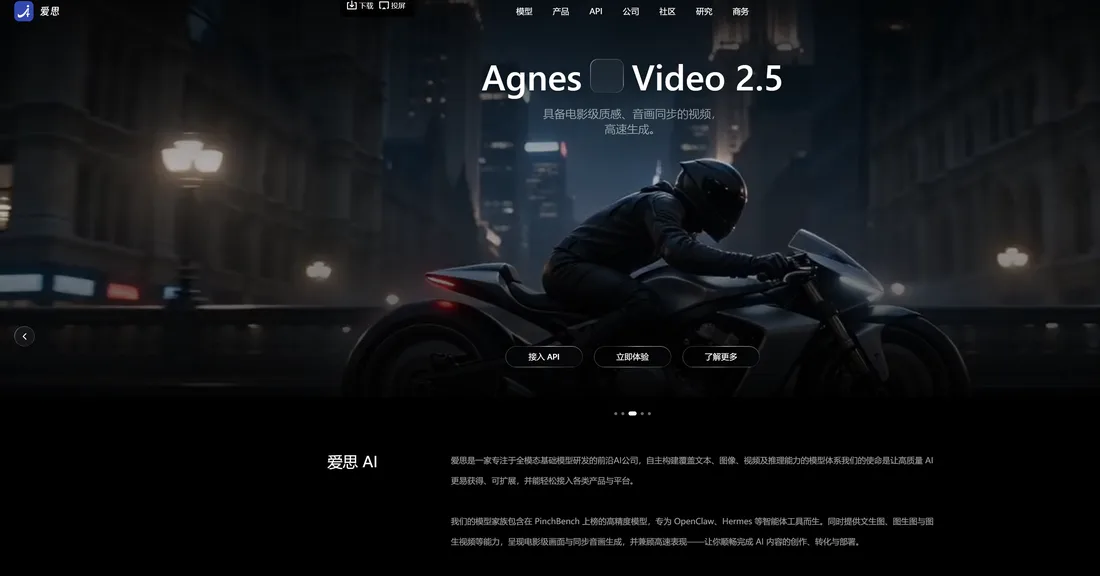 爱思
下载 投屏
模型 产品 API 公司 社区 研究 商务
Agnes Video 2.5
具备电影级质感、音画同步的视频，
高速生成。
接入 API 立即体验 了解更多
爱思 AI
爱思是一家专注于全模态基础模型研发的前沿AI公司，自主构建覆盖文本、图像、视频及推理能力的模型体系我们的使命是让高质量 AI
更易获得、可扩展，并能轻松接入各类产品与平台。
我们的模型家族包含在 PinchBench 上榜的高精度模型，专为 OpenClaw、Hermes 等智能体工具而生。同时提供文生图、图生图与图
生视频等能力，呈现电影级画面与同步音画生成，并兼顾高速表现——让你顺畅完成 AI 内容的创作、转化与部署。